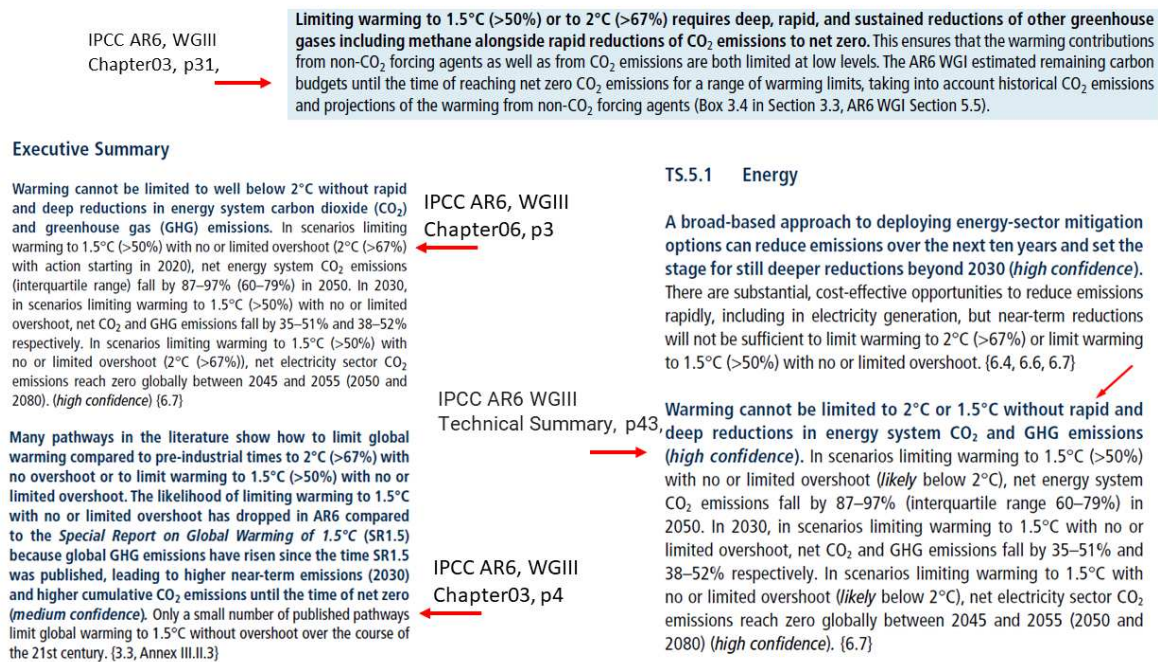 IPCC AR6, WGIII
Chapter03, p31,
Limiting warming to 1.5°C (>50%) or to 2°C (>67%) requires deep, rapid, and sustained reductions of other greenhouse
gases including methane alongside rapid reductions of CO₂ emissions to net zero. This ensures that the warming contributions
from non-CO₂ forcing agents as well as from CO₂ emissions are both limited at low levels. The AR6 WGI estimated remaining carbon
budgets until the time of reaching net zero CO₂ emissions for a range of warming limits, taking into account historical CO₂ emissions
and projections of the warming from non-CO₂ forcing agents (Box 3.4 in Section 3.3, AR6 WGI Section 5.5).
Executive Summary
Warming cannot be limited to well below 2°C without rapid
and deep reductions in energy system carbon dioxide (CO₂)
and greenhouse gas (GHG) emissions. In scenarios limiting
warming to 1.5°C (>50%) with no or limited overshoot (2°C (>67%)
with action starting in 2020), net energy system CO₂ emissions
(interquartile range) fall by 87–97% (60–79%) in 2050. In 2030,
in scenarios limiting warming to 1.5°C (>50%) with no or limited
overshoot, net CO₂ and GHG emissions fall by 35–51% and 38–52%
respectively. In scenarios limiting warming to 1.5°C (>50%) with
no or limited overshoot (2°C (>67%)), net electricity sector CO₂
emissions reach zero globally between 2045 and 2055 (2050 and
2080). (high confidence) {6.7}
IPCC AR6, WGIII
Chapter06, p3
Many pathways in the literature show how to limit global
warming compared to pre-industrial times to 2°C (>67%) with
no overshoot or to limit warming to 1.5°C (>50%) with no or
limited overshoot. The likelihood of limiting warming to 1.5°C
with no or limited overshoot has dropped in AR6 compared
to the Special Report on Global Warming of 1.5°C (SR1.5)
because global GHG emissions have risen since the time SR1.5
was published, leading to higher near-term emissions (2030)
and higher cumulative CO₂ emissions until the time of net zero
(medium confidence). Only a small number of published pathways
limit global warming to 1.5°C without overshoot over the course of
the 21st century. {3.3, Annex III.II.3}
IPCC AR6, WGIII
Chapter03, p4
TS.5.1 Energy
A broad-based approach to deploying energy-sector mitigation
options can reduce emissions over the next ten years and set the
stage for still deeper reductions beyond 2030 (high confidence).
There are substantial, cost-effective opportunities to reduce emissions
rapidly, including in electricity generation, but near-term reductions
will not be sufficient to limit warming to 2°C (>67%) or limit warming
to 1.5°C (>50%) with no or limited overshoot. {6.4, 6.6, 6.7}
IPCC AR6 WGIII
Technical Summary, p43,
Warming cannot be limited to 2°C or 1.5°C without rapid and
deep reductions in energy system CO₂ and GHG emissions
(high confidence). In scenarios limiting warming to 1.5°C (>50%)
with no or limited overshoot (likely below 2°C), net energy system
CO₂ emissions fall by 87–97% (interquartile range 60–79%) in
2050. In 2030, in scenarios limiting warming to 1.5°C with no or
limited overshoot, net CO₂ and GHG emissions fall by 35–51% and
38–52% respectively. In scenarios limiting warming to 1.5°C with
no or limited overshoot (likely below 2°C), net electricity sector CO₂
emissions reach zero globally between 2045 and 2055 (2050 and
2080) (high confidence). {6.7}